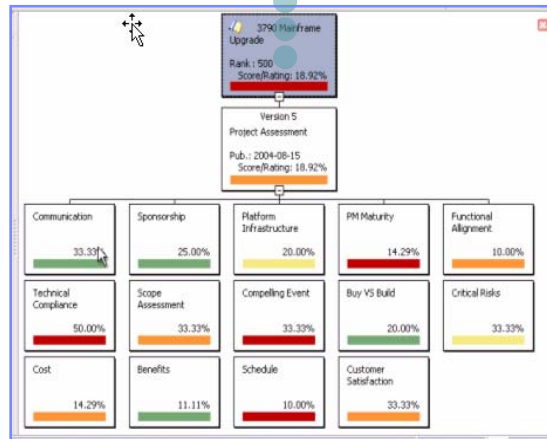 3790 Mainframe
Upgrade
Rank : 500
Score/Rating: 18.92%
Version 5
Project Assessment
Pub.: 2004-08-15
Score/Rating: 18.92%
Communication
33.33%
Sponsorship
25.00%
Platform
Infrastructure
20.00%
PM Maturity
14.29%
Functional
Allignment
10.00%
Technical
Compliance
50.00%
Scope
Assessment
33.33%
Compelling Event
33.33%
Buy VS Build
20.00%
Critical Risks
33.33%
Cost
14.29%
Benefits
11.11%
Schedule
10.00%
Customer
Satisfaction
33.33%